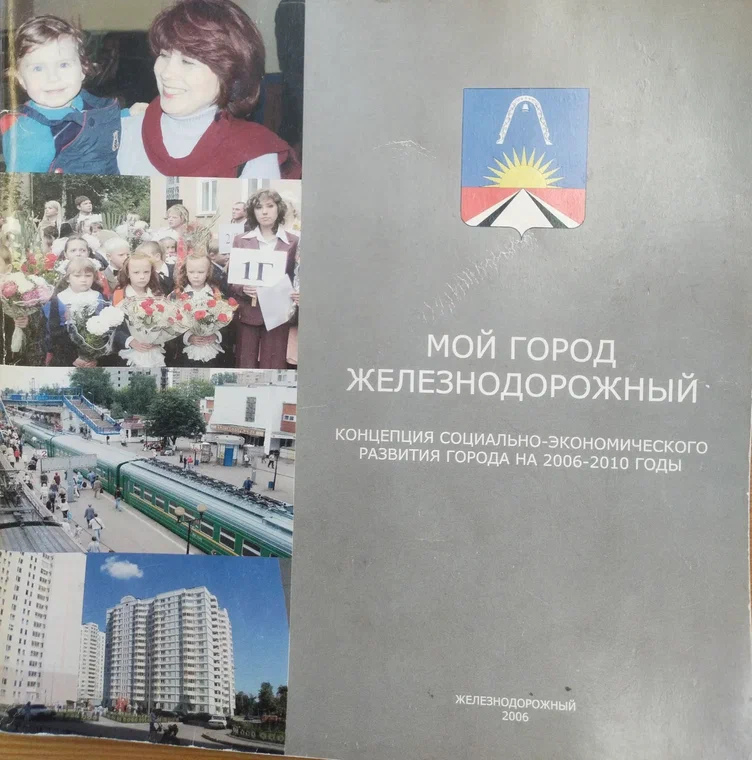 1Г
МОЙ ГОРОД
ЖЕЛЕЗНОДОРОЖНЫЙ
КОНЦЕПЦИЯ СОЦИАЛЬНО-ЭКОНОМИЧЕСКОГО
РАЗВИТИЯ ГОРОДА НА 2006-2010 ГОДЫ
ЖЕЛЕЗНОДОРОЖНЫЙ
2006